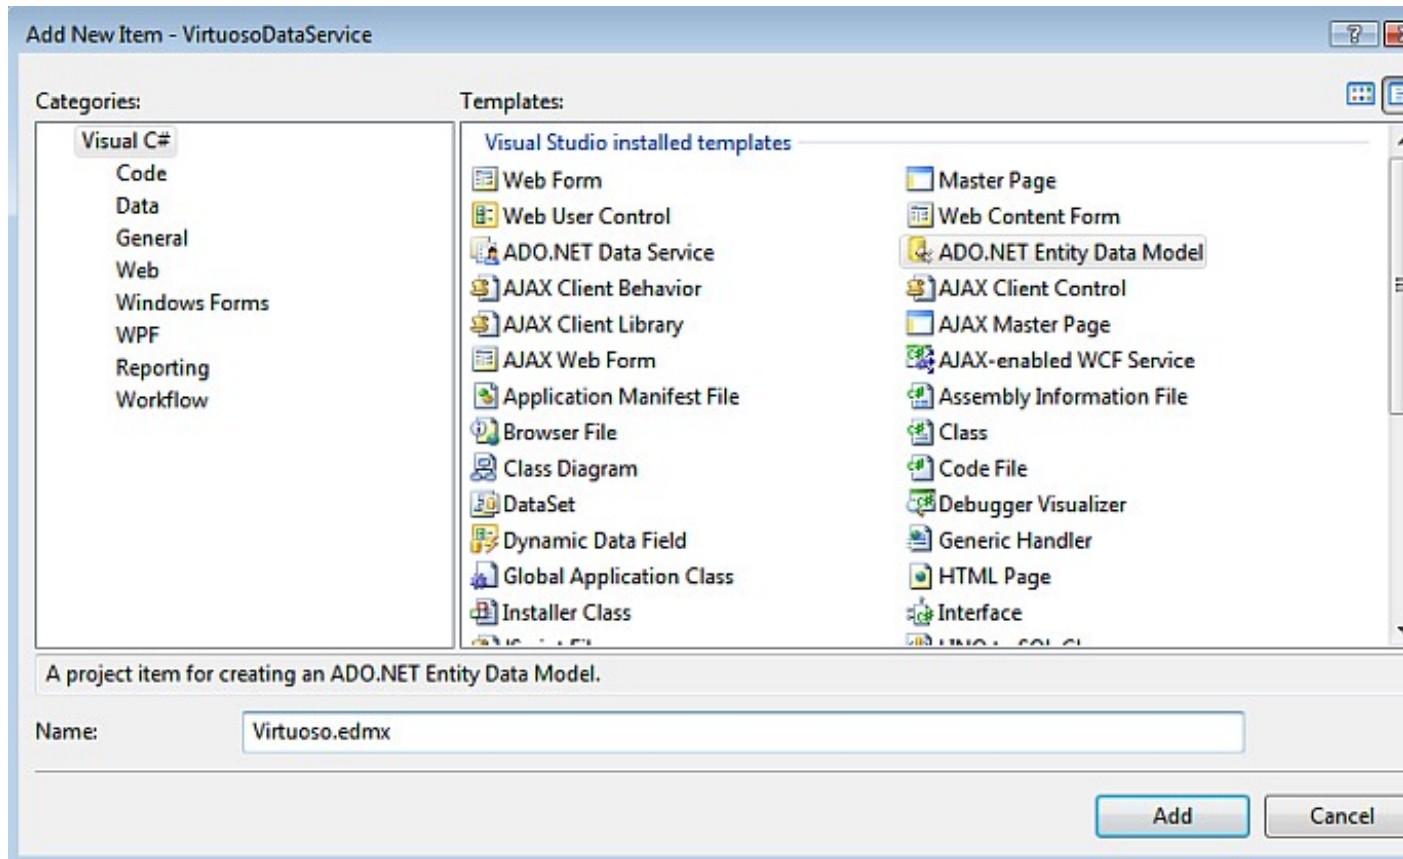 Add New Item - VirtuosoDataService
Categories:
Templates:
Visual C#
Code
Data
General
Web
Windows Forms
WPF
Reporting
Workflow
Visual Studio installed templates
Web Form
Master Page
Web User Control
Web Content Form
ADO.NET Data Service
ADO.NET Entity Data Model
AJAX Client Behavior
AJAX Client Control
AJAX Client Library
AJAX Master Page
AJAX Web Form
AJAX-enabled WCF Service
Application Manifest File
Assembly Information File
Browser File
Class
Class Diagram
Code File
DataSet
Debugger Visualizer
Dynamic Data Field
Generic Handler
Global Application Class
HTML Page
Installer Class
Interface
A project item for creating an ADO.NET Entity Data Model.
Name:
Virtuoso.edmx
Add
Cancel